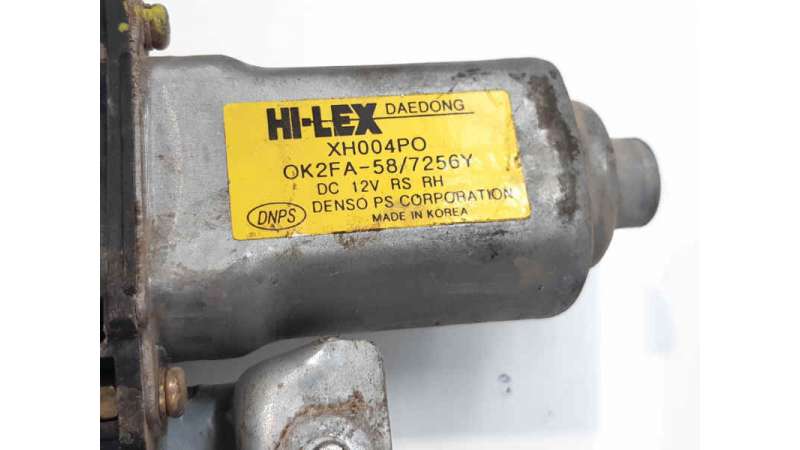 HI-LEX DAEDONG
XH004PO
OK2FA-58/7256Y
DC 12V RS RH
DNPS DENSO PS CORPORATION
MADE IN KOREA